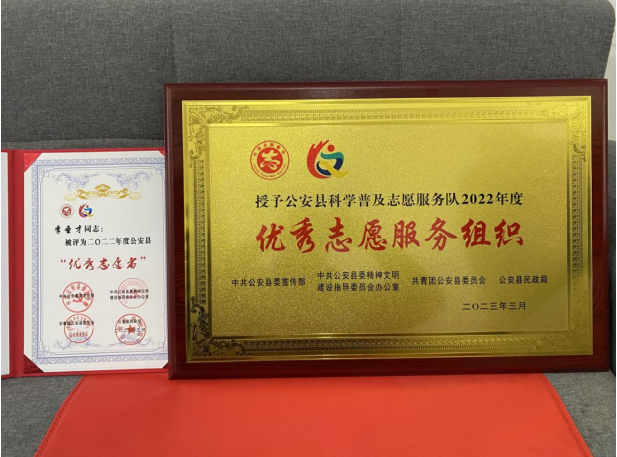 同志:
被评为二〇二二年度公安县
“优秀志愿者”
授予公安县科学普及志愿服务队2022年度
优秀志愿服务组织
中共公安县委宣传部
中共公安县委精神文明
建设指导委员会办公室
共青团公安县委员会
公安县民政局
二〇二三年三月